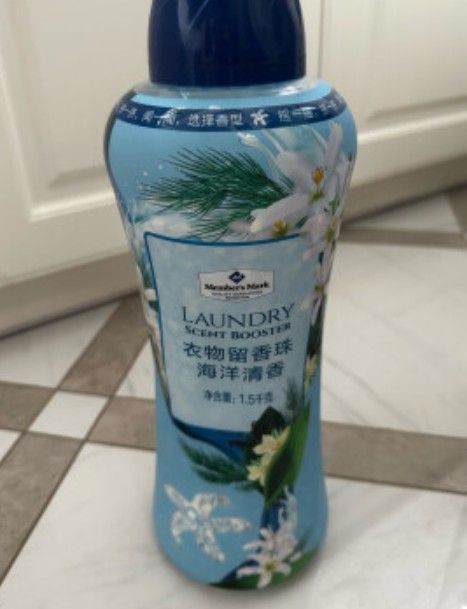 选择香型
Member's Mark
LAUNDRY
SCENT BOOSTER
衣物留香珠
海洋清香
净含量：1.5千克